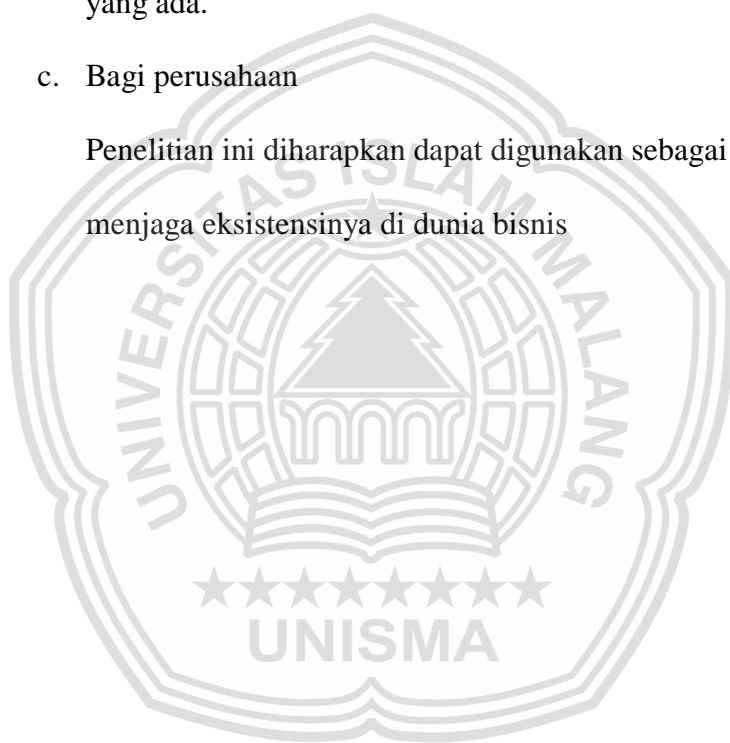 yang ada.
c. Bagi perusahaan
Penelitian ini diharapkan dapat digunakan sebagai
menjaga eksistensinya di dunia bisnis
UNIVERSITAS ISLAM MALANG
UNISMA